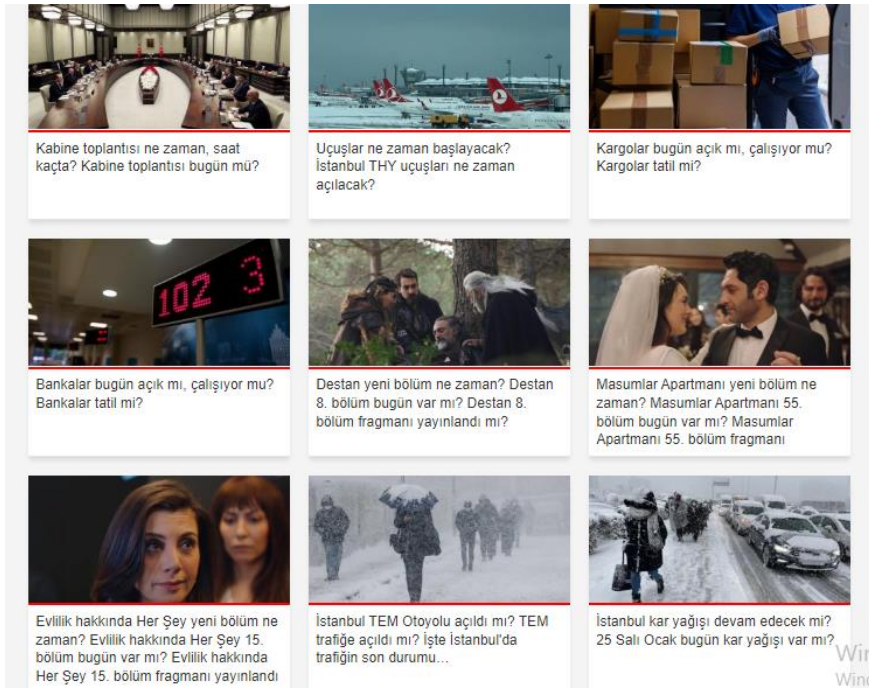 Kabine toplantısı ne zaman, saat
kaçta? Kabine toplantısı bugün mü?
Uçuşlar ne zaman başlayacak?
İstanbul THY uçuşları ne zaman
açılacak?
Kargolar bugün açık mı, çalışıyor mu?
Kargolar tatil mi?
102 3
Bankalar bugün açık mı, çalışıyor mu?
Bankalar tatil mi?
Destan yeni bölüm ne zaman? Destan
8. bölüm bugün var mı? Destan 8.
bölüm fragmanı yayınlandı mı?
Masumlar Apartmanı yeni bölüm ne
zaman? Masumlar Apartmanı 55.
bölüm bugün var mı? Masumlar
Apartmanı 55. bölüm fragmanı
Evlilik hakkında Her Şey yeni bölüm ne
zaman? Evlilik hakkında Her Şey 15.
bölüm bugün var mı? Evlilik hakkında
Her Şey 15. bölüm fragmanı yayınlandı
İstanbul TEM Otoyolu açıldı mı? TEM
trafiğe açıldı mı? İşte İstanbul'da
trafiğin son durumu…
İstanbul kar yağışı devam edecek mi?
25 Salı Ocak bugün kar yağışı var mı?